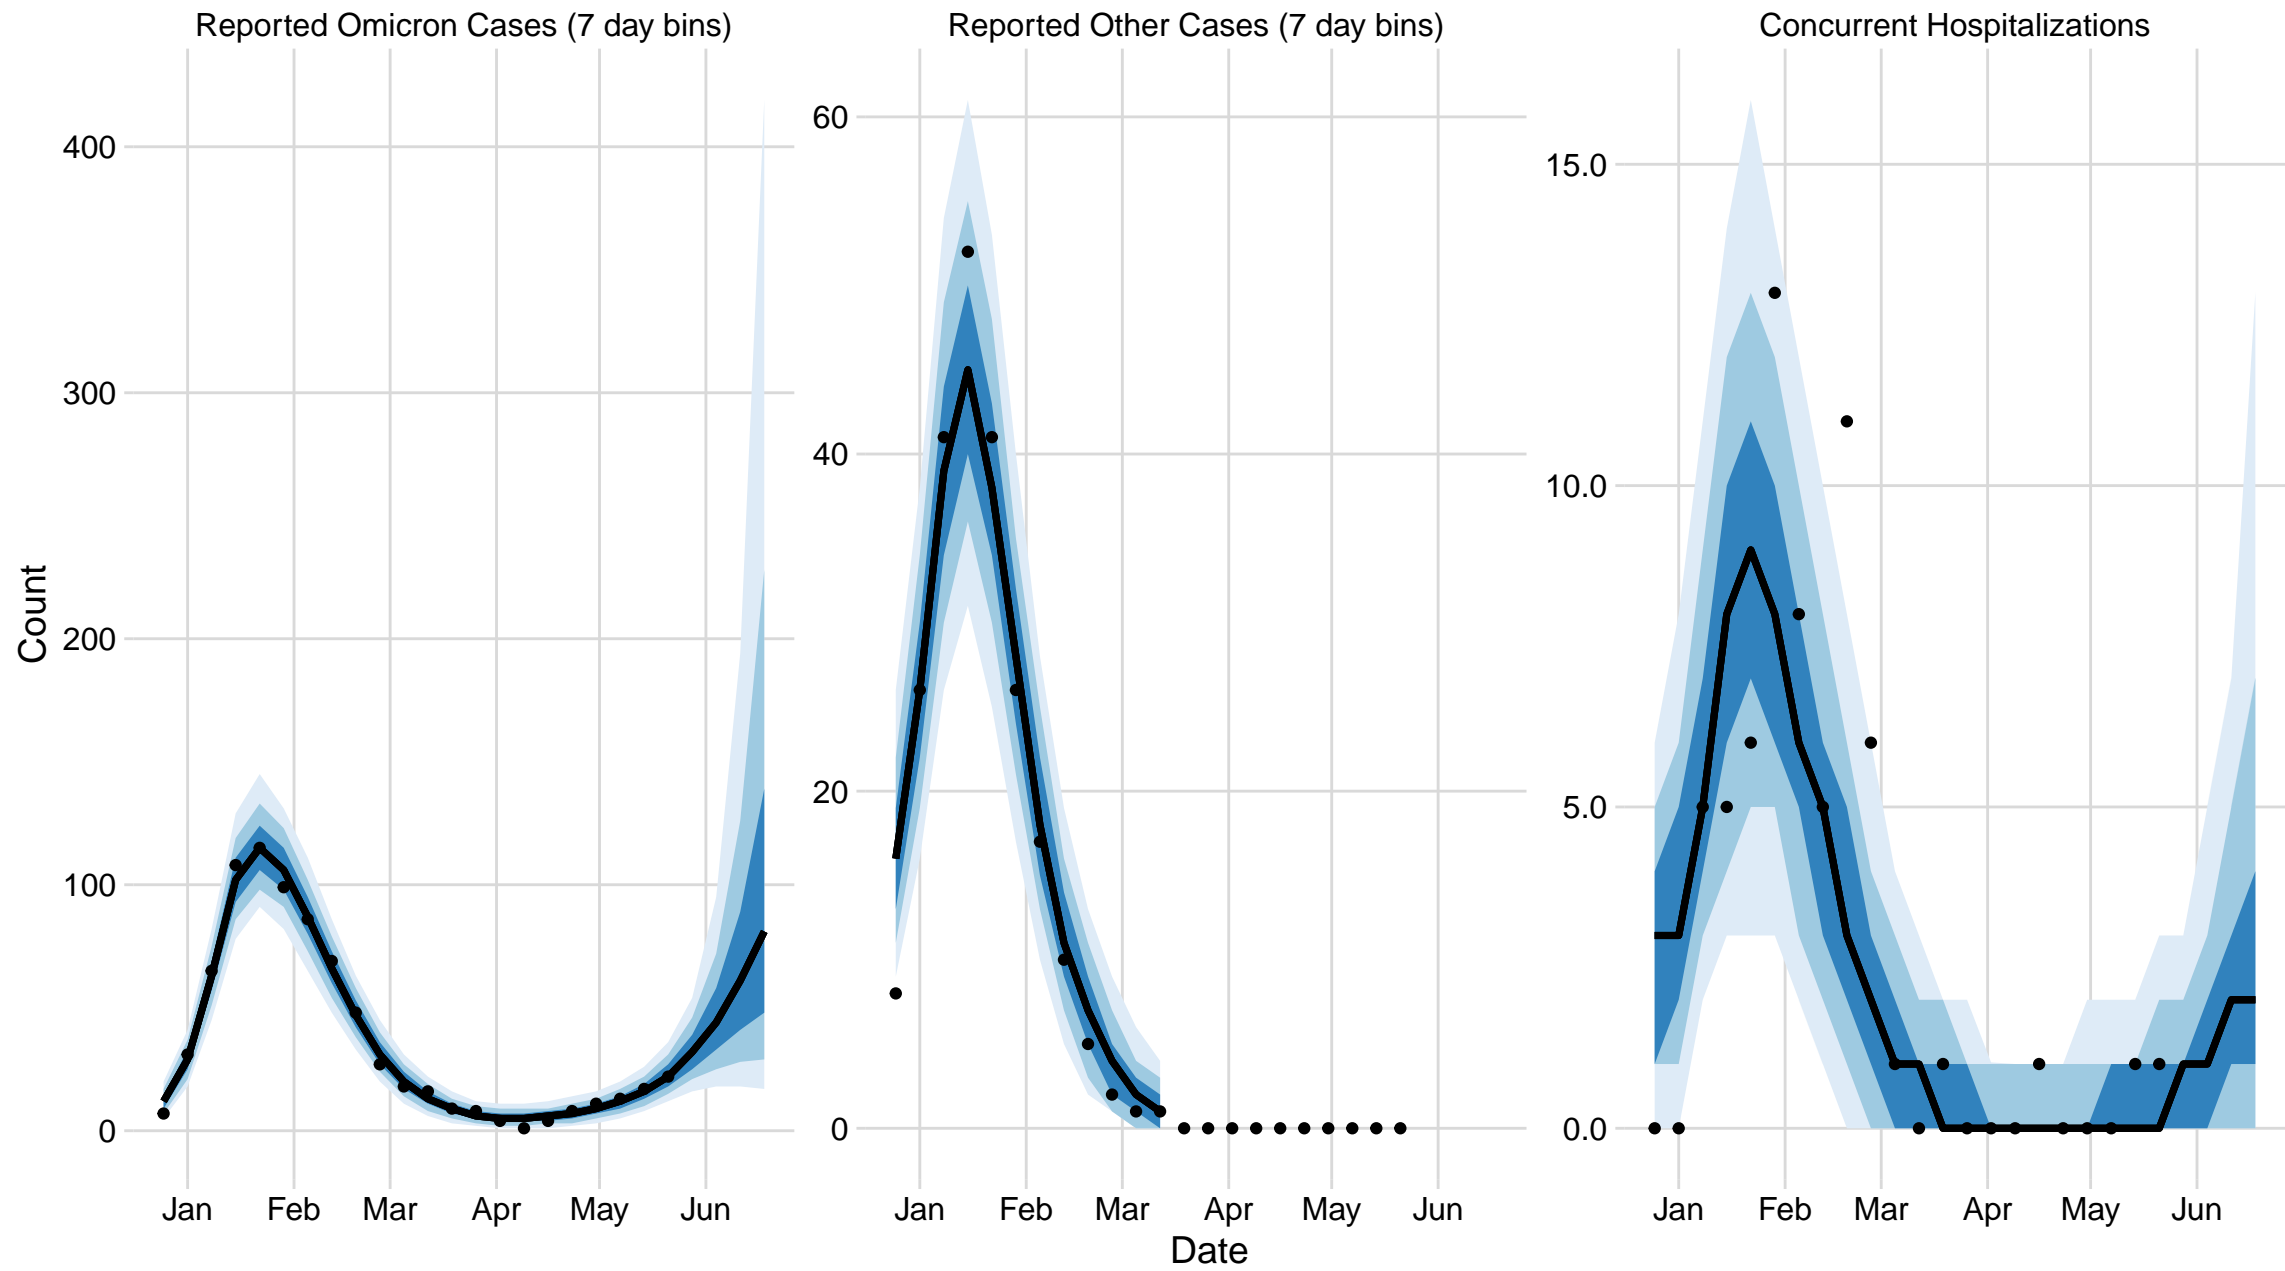 Reported Omicron Cases (7 day bins)
Reported Other Cases (7 day bins)
Concurrent Hospitalizations
Count
400
300
200
100
0
60
40
20
0
15.0
10.0
5.0
0.0
Jan Feb Mar Apr May Jun
Jan Feb Mar Apr May Jun
Jan Feb Mar Apr May Jun
Date